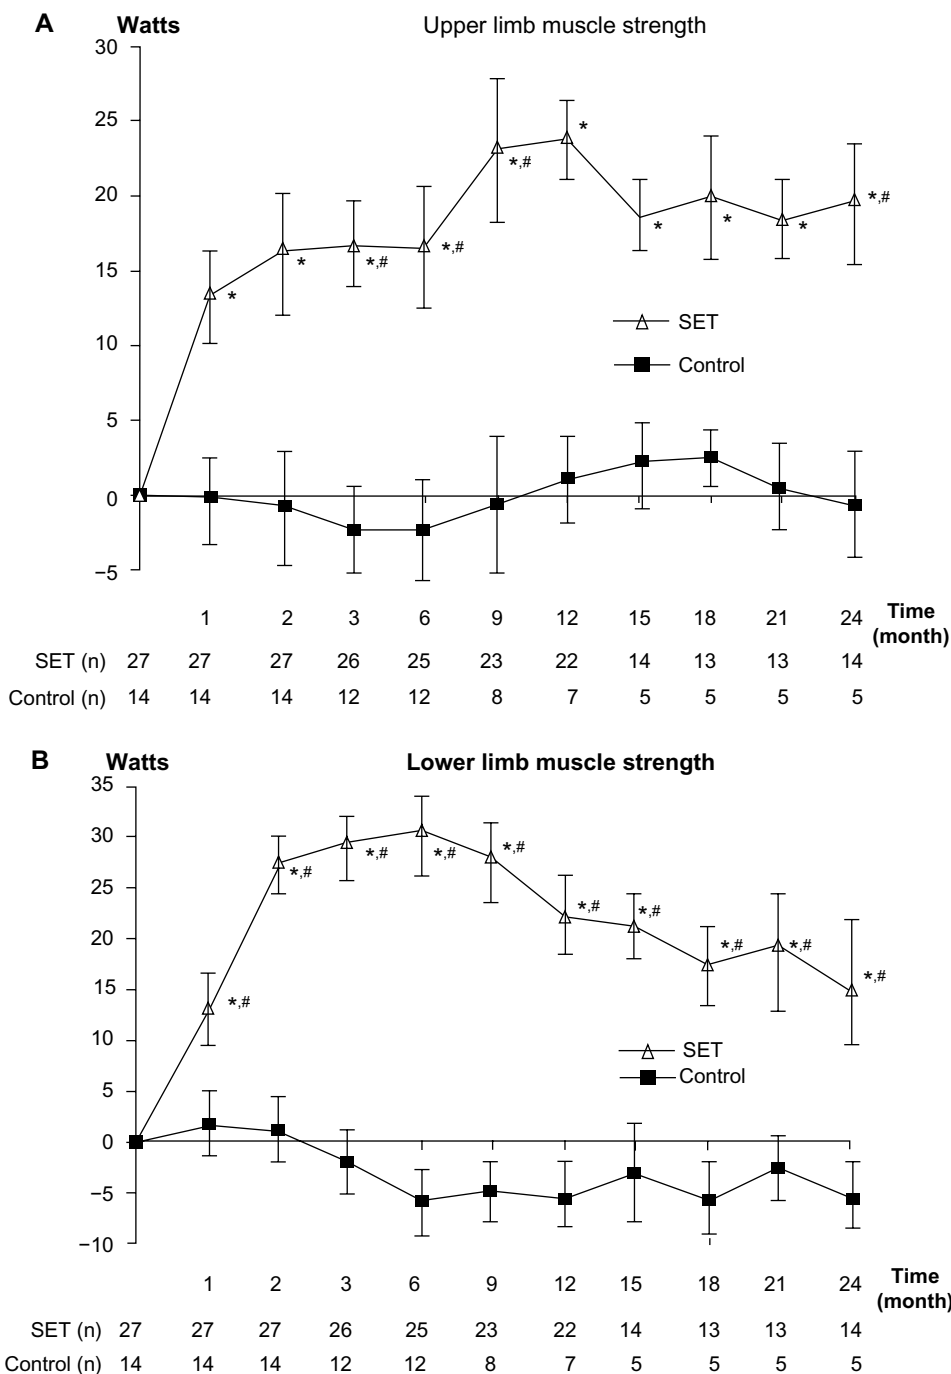 A Watts Upper limb muscle strength
30
25
20
15
10
5
0
−5
* * *,# *,# *,# * * * * *,#
SET
Control
1 2 3 6 9 12 15 18 21 24 Time (month)
SET (n) 27 27 27 26 25 23 22 14 13 13 14
Control (n) 14 14 14 12 12 8 7 5 5 5 5
B Watts Lower limb muscle strength
35
30
25
20
15
10
5
0
−5
−10
*,# *,# *,# *,# *,# *,# *,# *,# *,# *,#
SET
Control
1 2 3 6 9 12 15 18 21 24 Time (month)
SET (n) 27 27 27 26 25 23 22 14 13 13 14
Control (n) 14 14 14 12 12 8 7 5 5 5 5